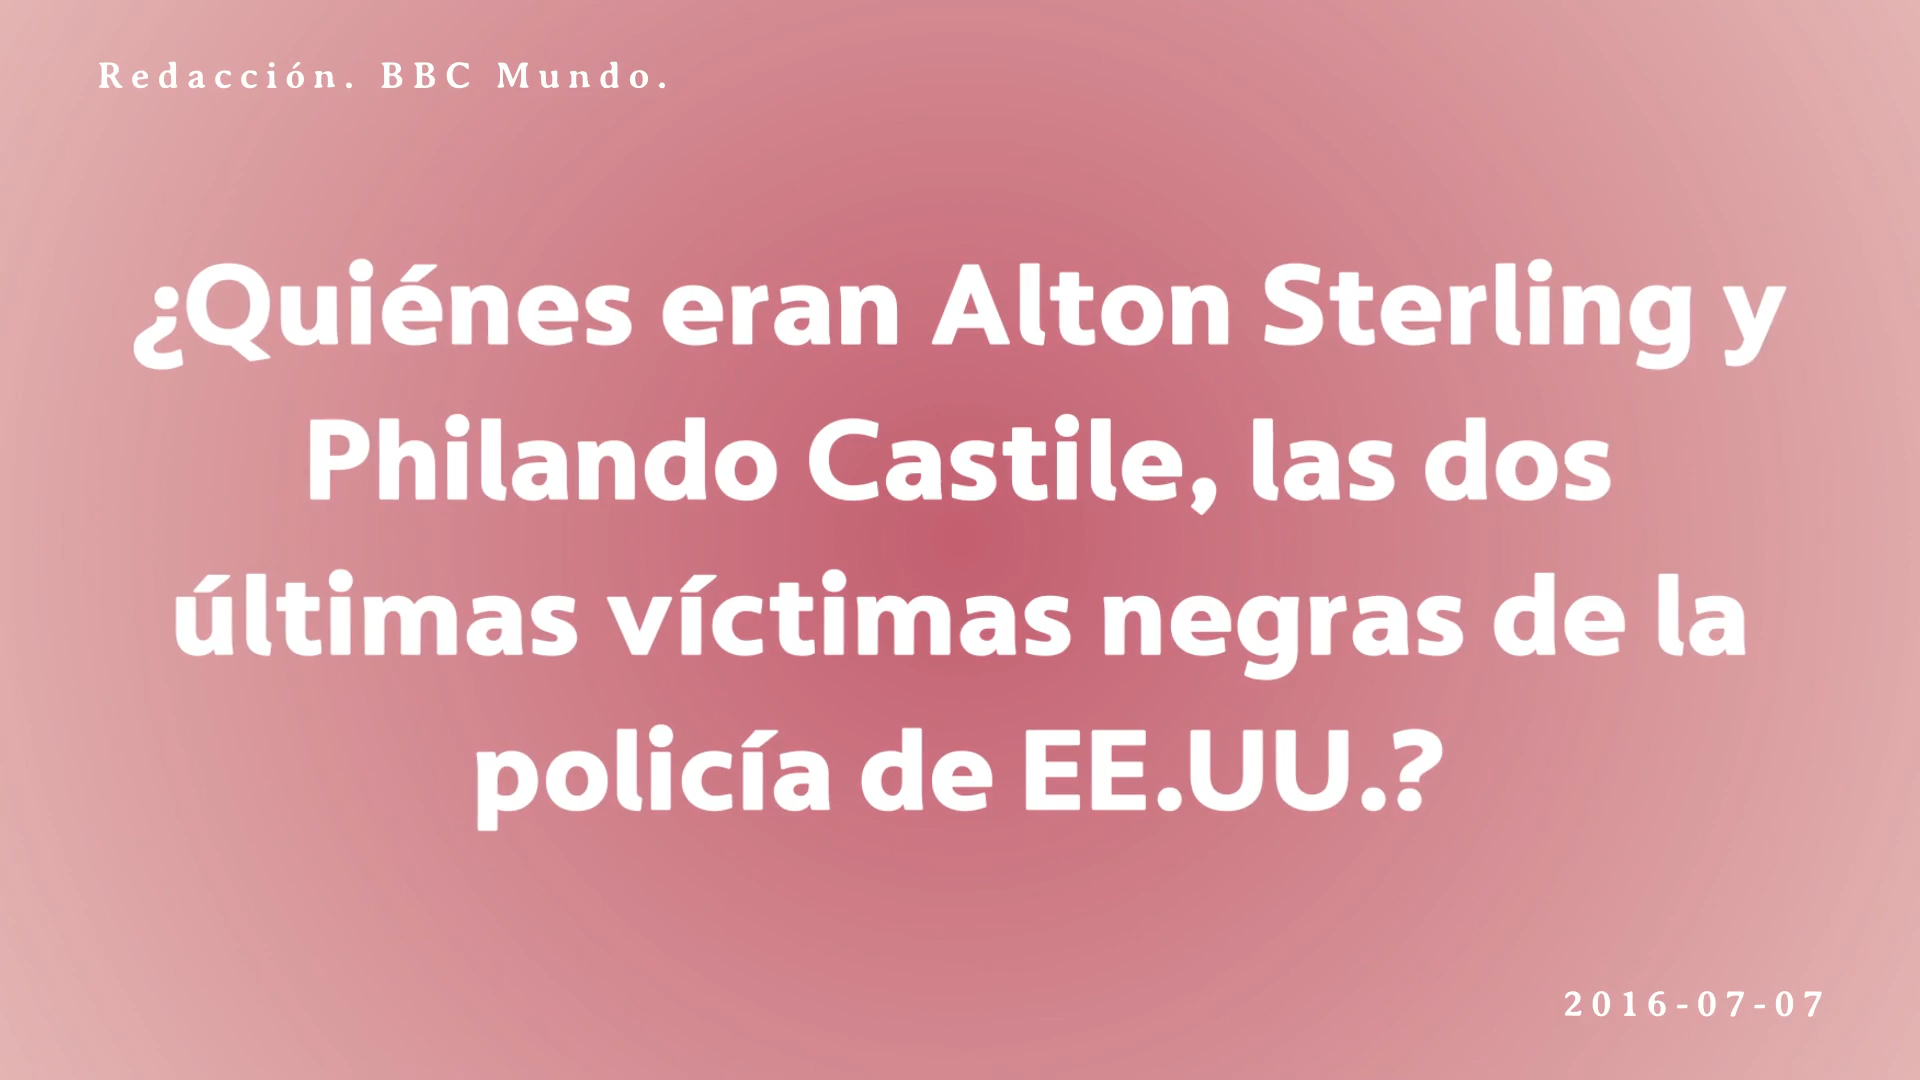 Redacción. BBC Mundo.
¿Quiénes eran Alton Sterling y
Philando Castile, las dos
últimas víctimas negras de la
policía de EE.UU.?
2016-07-07